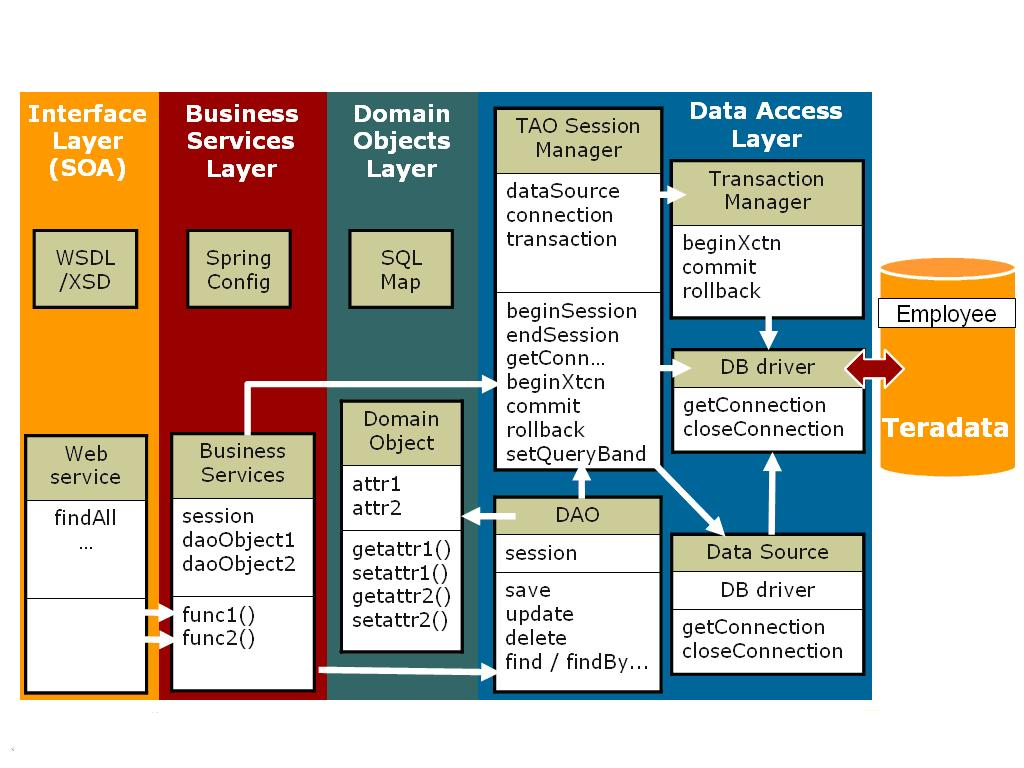 Interface
Layer
(SOA)
WSDL
/XSD
Web
service
findAll
...
Business
Services
Layer
Spring
Config
Business
Services
session
daoObject1
daoObject2
func1()
func2()
Domain
Objects
Layer
SQL
Map
Domain
Object
attr1
attr2
getattr1()
setattr1()
getattr2()
setattr2()
TAO Session
Manager
dataSource
connection
transaction
beginSession
endSession
getConn...
beginXtcn
commit
rollback
setQueryBand
DAO
session
save
update
delete
find / findBy...
Data Access
Layer
Transaction
Manager
beginXctn
commit
rollback
DB driver
getConnection
closeConnection
Data Source
DB driver
getConnection
closeConnection
Employee
Teradata